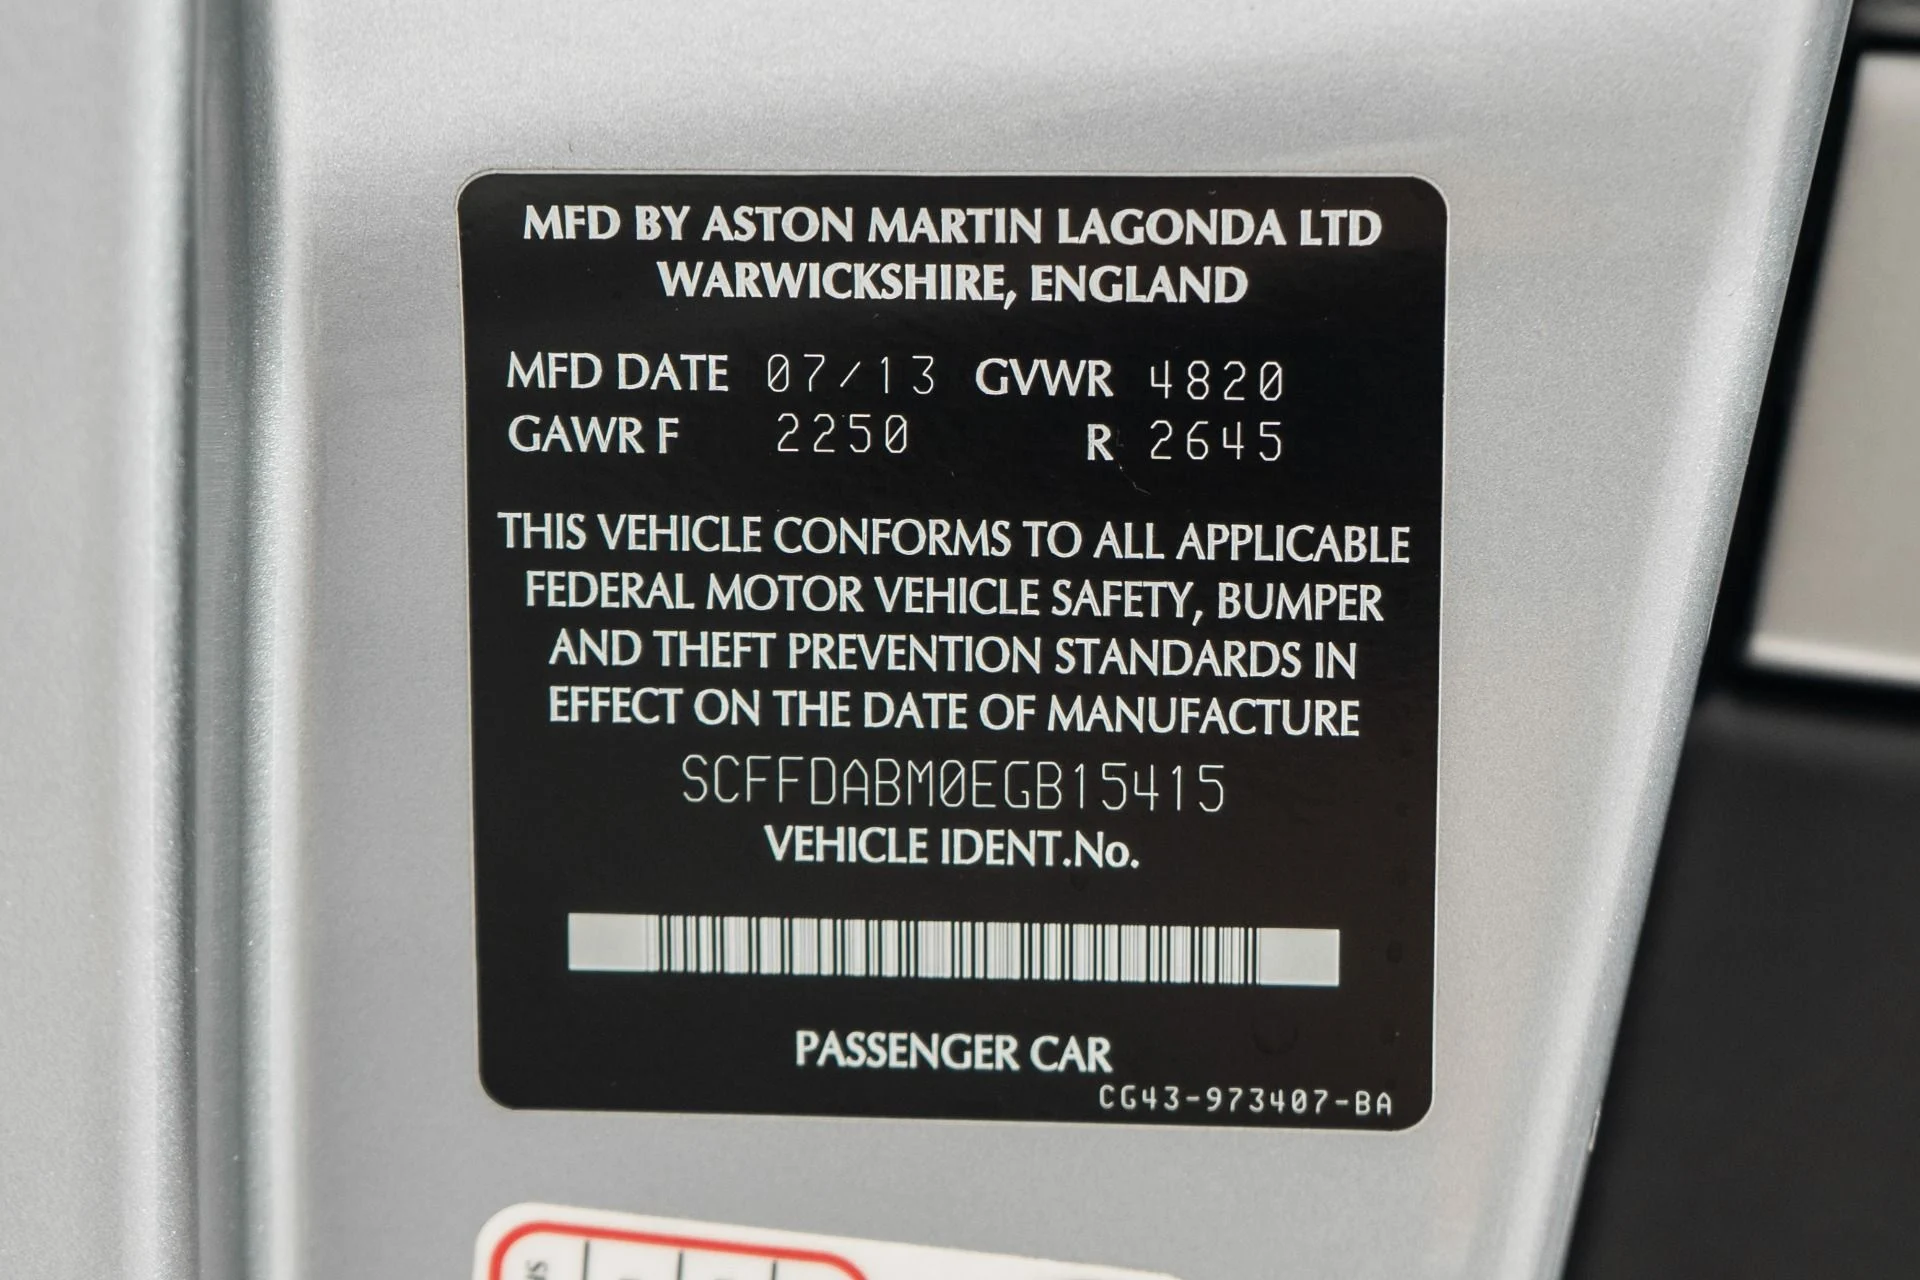 MFD BY ASTON MARTIN LAGONDA LTD
WARWICKSHIRE, ENGLAND
MFD DATE 07/13 GVWR 4820
GAWR F 2250 R 2645
THIS VEHICLE CONFORMS TO ALL APPLICABLE
FEDERAL MOTOR VEHICLE SAFETY, BUMPER
AND THEFT PREVENTION STANDARDS IN
EFFECT ON THE DATE OF MANUFACTURE
SCFFDABM0EGB15415
VEHICLE IDENT.No.
PASSENGER CAR
CG43-973407-BA